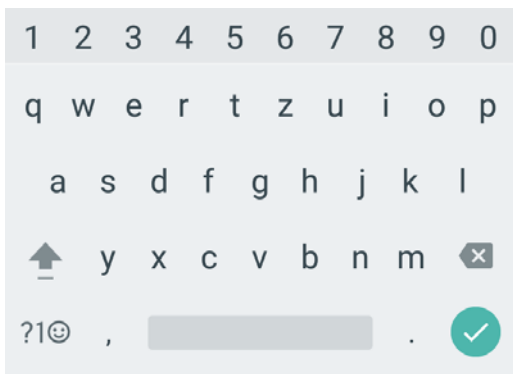 1 2 3 4 5 6 7 8 9 0
q w e r t z u i o p
a s d f g h j k l
y x c v b n m
?1☺ , .